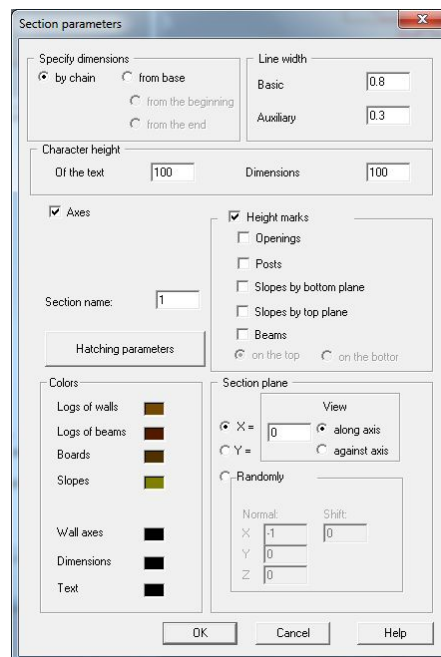 Section parameters
Specify dimensions
by chain
from base
from the beginning
from the end
Line width
Basic
0.8
Auxiliary
0.3
Character height
Of the text
100
Dimensions
100
Axes
Section name:
1
Hatching parameters
Height marks
Openings
Posts
Slopes by bottom plane
Slopes by top plane
Beams
on the top
on the bottor
Colors
Logs of walls
Logs of beams
Boards
Slopes
Wall axes
Dimensions
Text
Section plane
X =
0
Y =
View
along axis
against axis
Randomly
Normal:
Shift:
X
-1
0
Y
0
Z
0
OK
Cancel
Help